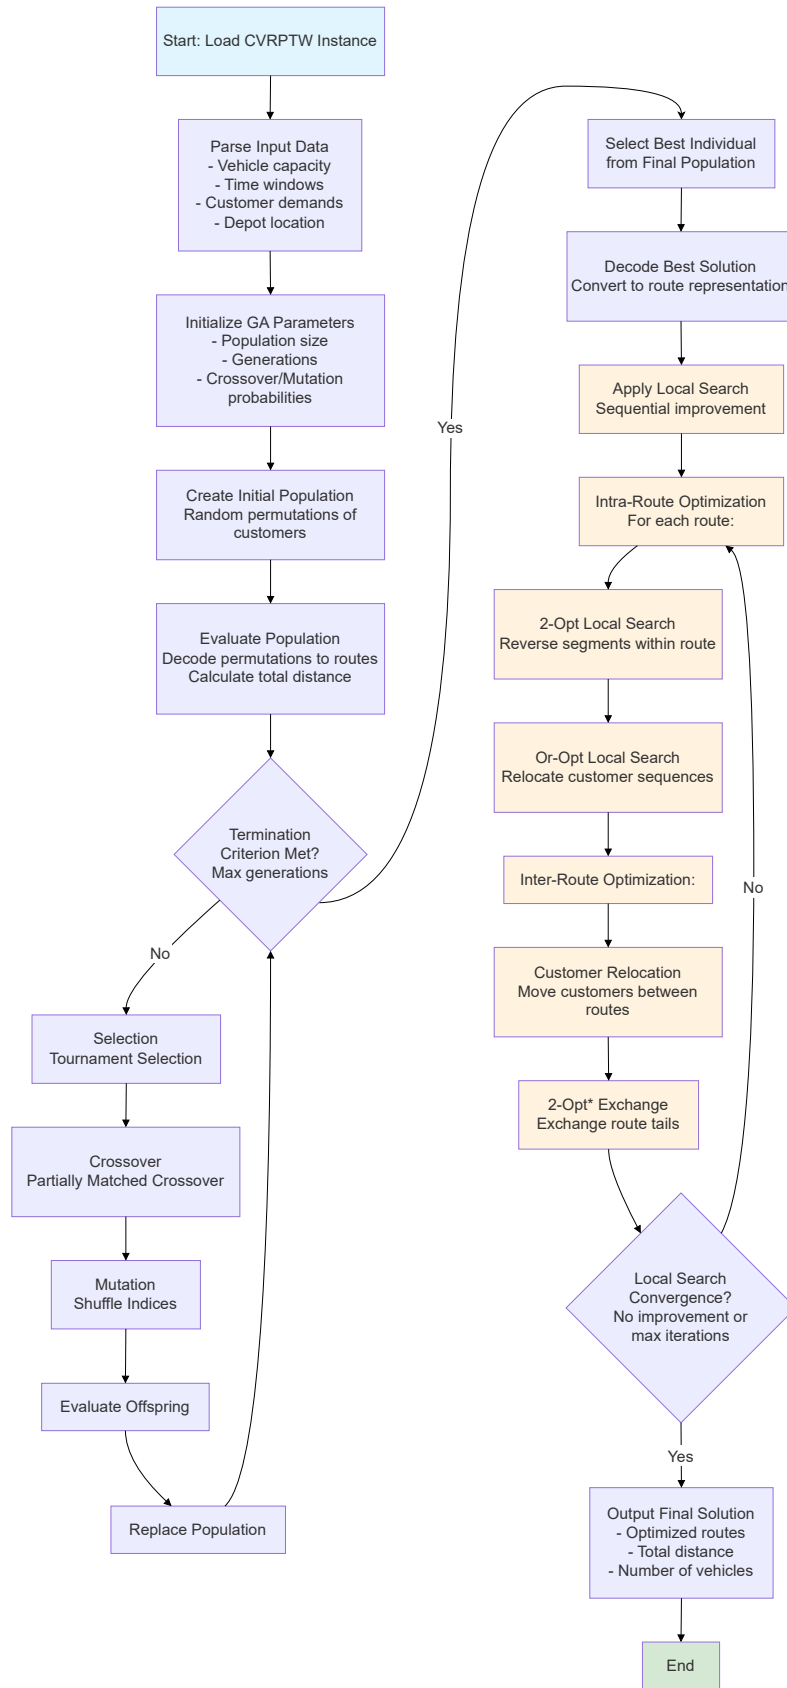 Start: Load CVRPTW Instance
Parse Input Data
- Vehicle capacity
- Time windows
- Customer demands
- Depot location
Initialize GA Parameters
- Population size
- Generations
- Crossover/Mutation
probabilities
Create Initial Population
Random permutations of
customers
Evaluate Population
Decode permutations to routes
Calculate total distance
Termination
Criterion Met?
Max generations
No
Selection
Tournament Selection
Crossover
Partially Matched Crossover
Mutation
Shuffle Indices
Evaluate Offspring
Replace Population
Yes
Select Best Individual
from Final Population
Decode Best Solution
Convert to route representation
Apply Local Search
Sequential improvement
Intra-Route Optimization
For each route:
2-Opt Local Search
Reverse segments within route
Or-Opt Local Search
Relocate customer sequences
Inter-Route Optimization:
Customer Relocation
Move customers between
routes
2-Opt* Exchange
Exchange route tails
Local Search
Convergence?
No improvement or
max iterations
No
Yes
Output Final Solution
- Optimized routes
- Total distance
- Number of vehicles
End